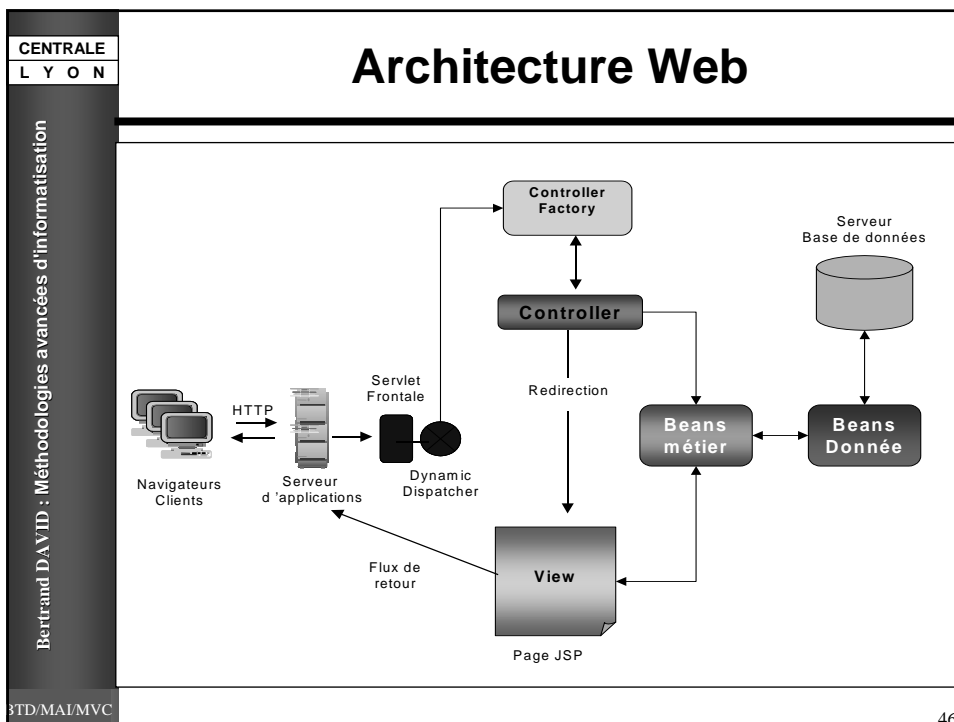 CENTRALE
L Y O N
Architecture Web
Bertrand DAVID : Méthodologies avancées d'informatisation
Controller
Factory
Serveur
Base de données
Controller
Servlet
Frontale
Redirection
HTTP
Beans
métier
Beans
Donnée
Navigateurs
Clients
Serveur
d 'applications
Dynamic
Dispatcher
Flux de
retour
View
Page JSP
BTD/MAI/MVC
46